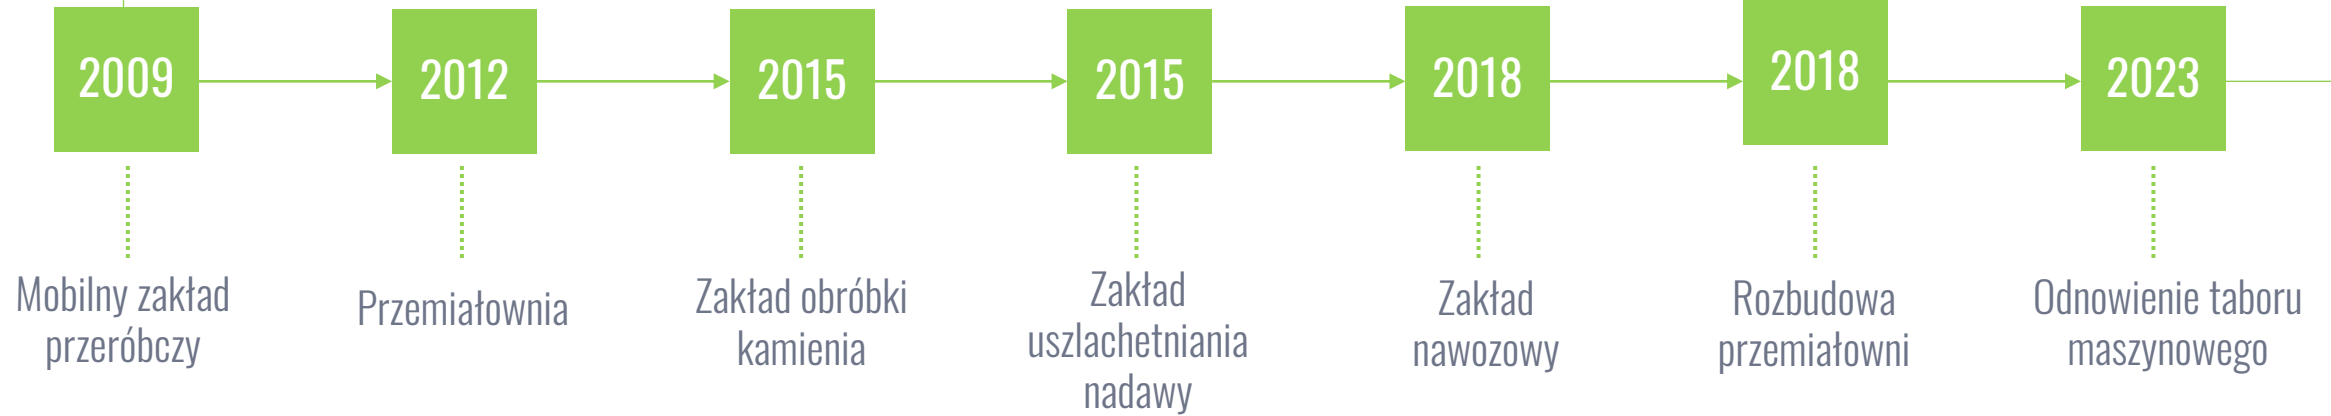 2009
Mobilny zakład
przeróbczy
2012
Przemiałownia
2015
Zakład obróbki
kamienia
2015
Zakład
uszlachetniania
nadawy
2018
Zakład
nawozowy
2018
Rozbudowa
przemiałowni
2023
Odnowienie taboru
maszynowego